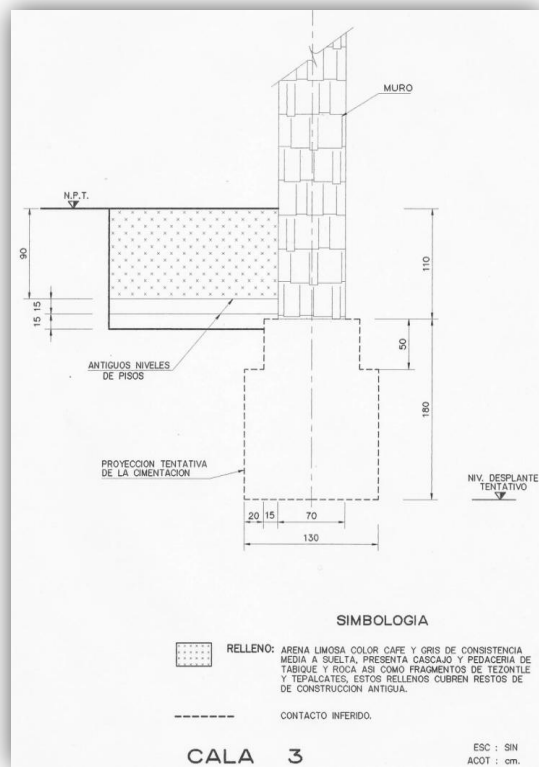 MURO
N.P.T.
90
110
15
15
50
ANTIGUOS NIVELES
DE PISOS
180
PROYECCION TENTATIVA
DE LA CIMENTACION
NIV. DESPLANTE
TENTATIVO
20 15 70
130
SIMBOLOGIA
RELLENO: ARENA LIMOSA COLOR CAFE Y GRIS DE CONSISTENCIA
MEDIA A SUELTA, PRESENTA CASCAJO Y PEDACERIA DE
TABIQUE Y ROCA ASI COMO FRAGMENTOS DE TEZONTLE
Y TEPALCATES, ESTOS RELLENOS CUBREN RESTOS DE
DE CONSTRUCCION ANTIGUA.
CONTACTO INFERIDO.
CALA 3
ESC : SIN
ACOT : cm.